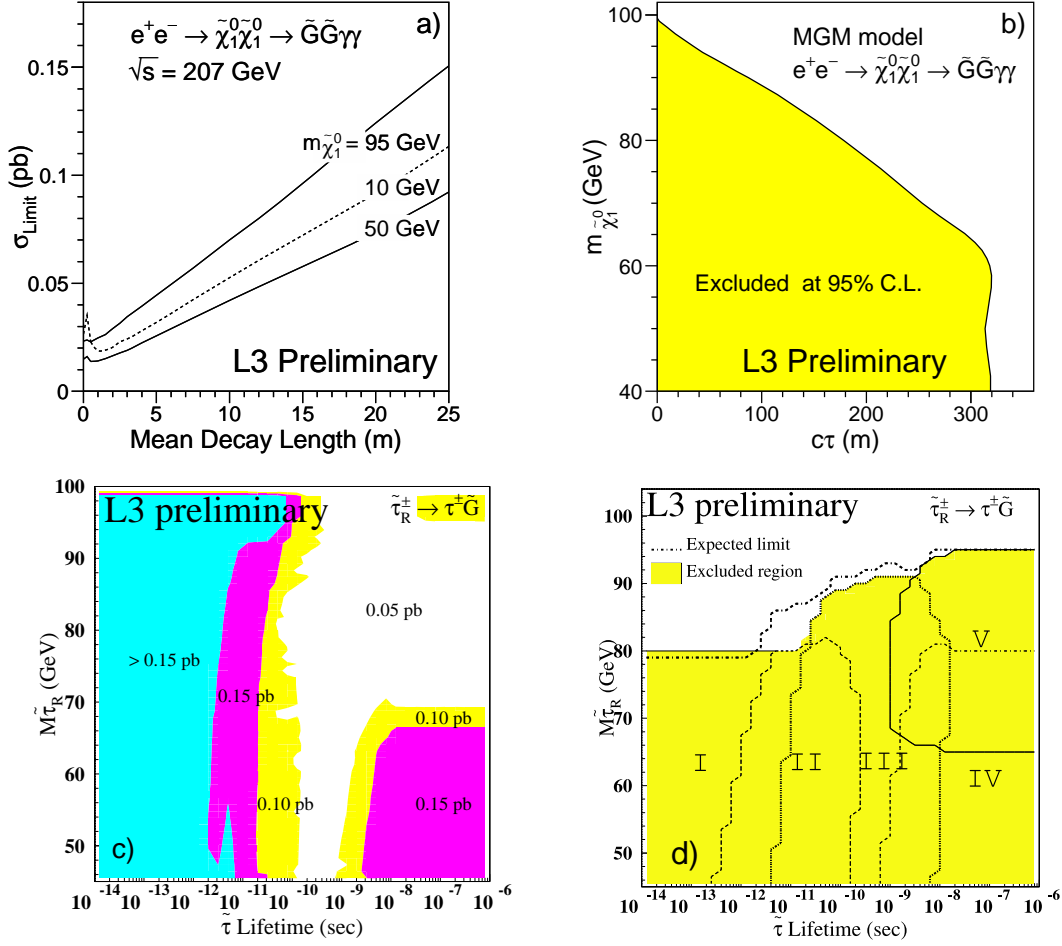 a)
e⁺e⁻ → χ̃₁⁰χ̃₁⁰ → G̃G̃γγ
√s = 207 GeV
m χ̃₁⁰ = 95 GeV
10 GeV
50 GeV
L3 Preliminary
σLimit (pb)
0.15
0.1
0.05
0
0 5 10 15 20 25
Mean Decay Length (m)
b)
MGM model
e⁺e⁻ → χ̃₁⁰χ̃₁⁰ → G̃G̃γγ
Excluded at 95% C.L.
L3 Preliminary
m χ̃₁⁰ (GeV)
100
80
60
40
0 100 200 300
cτ (m)
L3 preliminary
τ̃R± → τ±G̃
0.05 pb
> 0.15 pb
0.15 pb
0.10 pb
0.10 pb
0.15 pb
c)
Mτ̃R (GeV)
100
90
80
70
60
50
10⁻¹⁴ 10⁻¹³ 10⁻¹² 10⁻¹¹ 10⁻¹⁰ 10⁻⁹ 10⁻⁸ 10⁻⁷ 10⁻⁶
τ̃ Lifetime (sec)
L3 preliminary
τ̃R± → τ±G̃
Expected limit
Excluded region
V
I
II
III
IV
d)
Mτ̃R (GeV)
100
90
80
70
60
50
10⁻¹⁴ 10⁻¹³ 10⁻¹² 10⁻¹¹ 10⁻¹⁰ 10⁻⁹ 10⁻⁸ 10⁻⁷ 10⁻⁶
τ̃ Lifetime (sec)